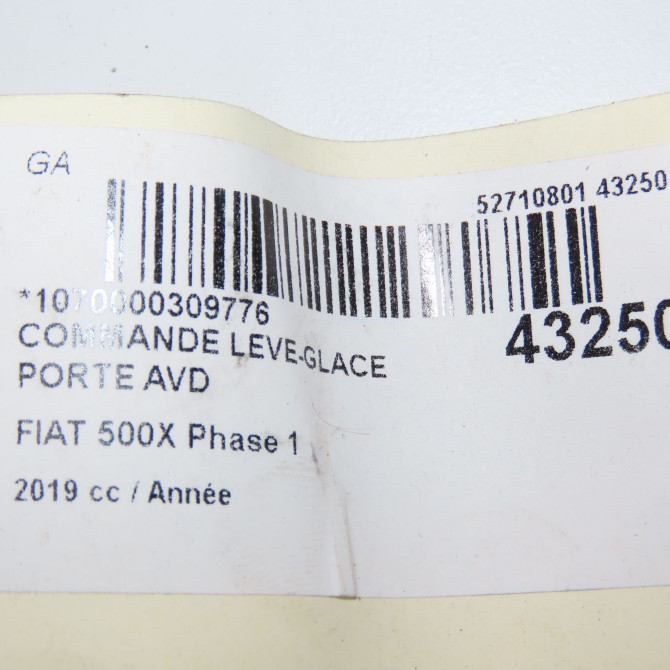 GA
52710801 43250
*1070000309776
43250
COMMANDE LEVE-GLACE
PORTE AVD
FIAT 500X Phase 1
2019 cc / Année